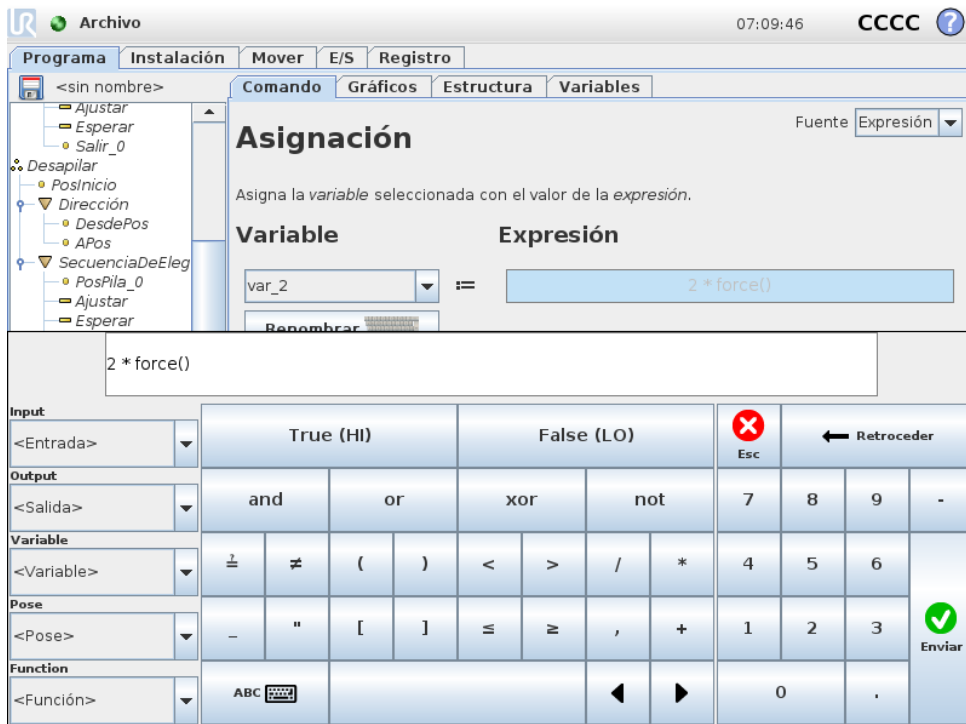 UR Archivo 07:09:46 CCCC ?
Programa Instalación Mover E/S Registro
<sin nombre> Comando Gráficos Estructura Variables
Ajustar
Esperar
Salir_0
Desapilar
PosInicio
Dirección
DesdePos
APos
SecuenciaDeEleg
PosPila_0
Ajustar
Esperar
Fuente Expresión
Asignación
Asigna la variable seleccionada con el valor de la expresión.
Variable Expresión
var_2 := 2 * force()
Renombrar
2 * force()
Input
<Entrada> True (HI) False (LO) Esc Retroceder
Output
<Salida> and or xor not 7 8 9 -
Variable
<Variable> ≟ ≠ ( ) < > / * 4 5 6
Pose
<Pose> _ " [ ] ≤ ≥ , + 1 2 3 Enviar
Function
<Función> ABC 0 .